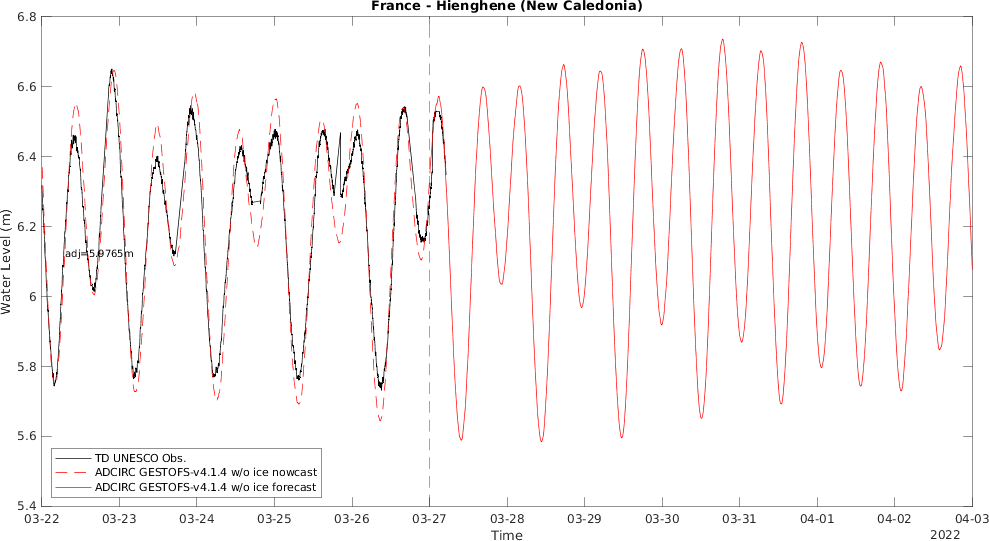 France - Hienghene (New Caledonia)
6.8
6.6
6.4
6.2
6
5.8
5.6
5.4
Water Level (m)
adj=5.9765m
TD UNESCO Obs.
ADCIRC GESTOFS-v4.1.4 w/o ice nowcast
ADCIRC GESTOFS-v4.1.4 w/o ice forecast
03-22 03-23 03-24 03-25 03-26 03-27 03-28 03-29 03-30 03-31 04-01 04-02 04-03
Time
2022